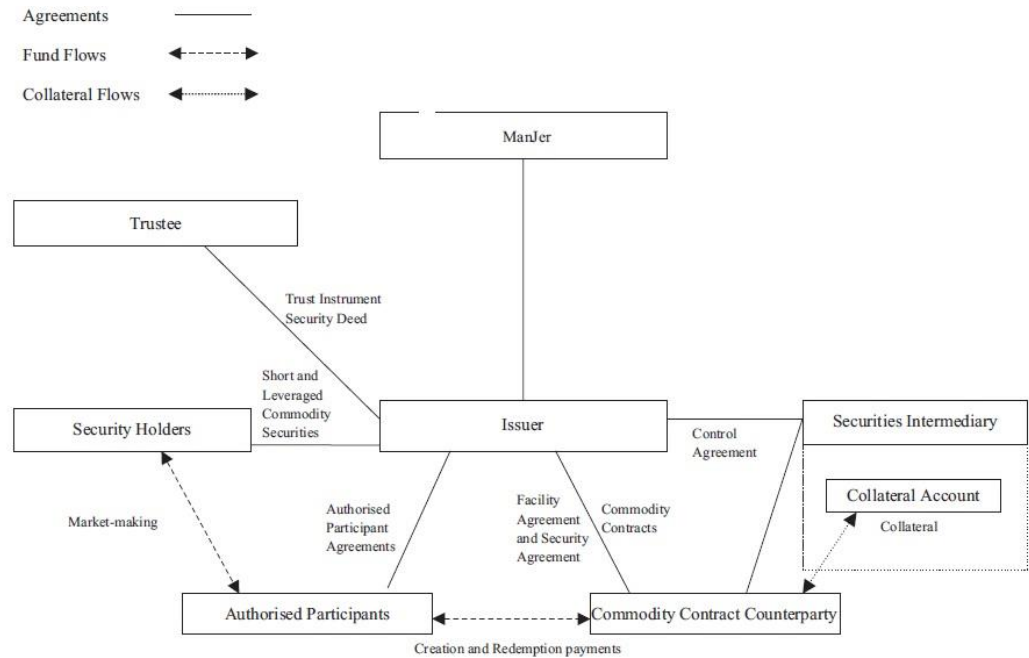 Agreements
Fund Flows
Collateral Flows
ManJer
Trustee
Trust Instrument
Security Deed
Short and
Leveraged
Commodity
Securities
Security Holders
Issuer
Control
Agreement
Securities Intermediary
Collateral Account
Collateral
Market-making
Authorised
Participant
Agreements
Facility
Agreement
and Security
Agreement
Commodity
Contracts
Authorised Participants
Commodity Contract Counterparty
Creation and Redemption payments